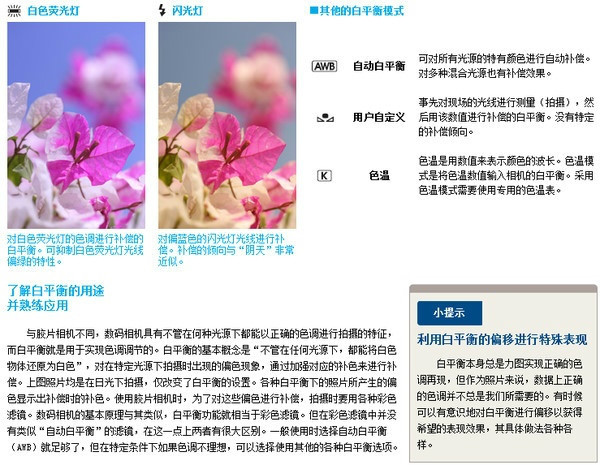 白色荧光灯
闪光灯
对白色荧光灯的色调进行补偿的
白平衡。可抑制白色荧光灯光线
偏绿的特性。
对偏蓝色的闪光灯光线进行补
偿。补偿的倾向与“阴天”非常
近似。
■其他的白平衡模式
AWB 自动白平衡
可对所有光源的特有颜色进行自动补偿。
对多种混合光源也有补偿效果。
用户自定义
事先对现场的光线进行测量（拍摄），然
后用该数值进行补偿的白平衡。没有特定
的补偿倾向。
K 色温
色温是用数值来表示颜色的波长。色温模
式是将色温数值输入相机的白平衡。采用
色温模式需要使用专用的色温表。
了解白平衡的用途
并熟练应用
与胶片相机不同，数码相机具有不管在何种光源下都能以正确的色调进行拍摄的特征，
而白平衡就是用于实现色调调节的。白平衡的基本概念是“不管在任何光源下，都能将白色
物体还原为白色”，对在特定光源下拍摄时出现的偏色现象，通过加强对应的补色来进行补
偿。上图照片均是在日光下拍摄，仅改变了白平衡的设置。各种白平衡下的照片所产生的偏
色显示出补偿时的补色。使用胶片相机时，为了对这些偏色进行补偿，拍摄时要用各种彩色
滤镜。数码相机的基本原理与其类似，白平衡功能就相当于彩色滤镜。但在彩色滤镜中并没
有类似“自动白平衡”的滤镜，在这一点上两者有很大区别。一般使用时选择自动白平衡
（AWB）就足够了，但在特定条件下如果色调不理想，可以选择使用其他的各种白平衡选项。
小提示
利用白平衡的偏移进行特殊表现
白平衡本身总是力图实现正确的色
调再现，但作为照片来说，数据上正确
的色调并不总是我们所需要的。有时候
可以有意识地对白平衡进行偏移以获得
希望的表现效果，其具体做法各种各
样。